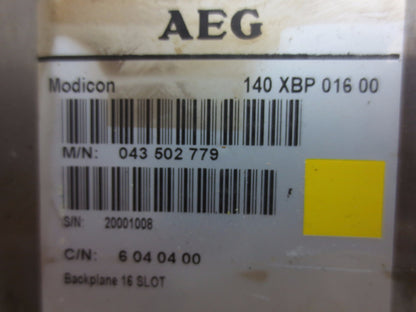 AEG
Modicon 140 XBP 016 00
M/N: 043 502 779
S/N: 20001008
C/N: 6 04 04 00
Backplane 16 SLOT